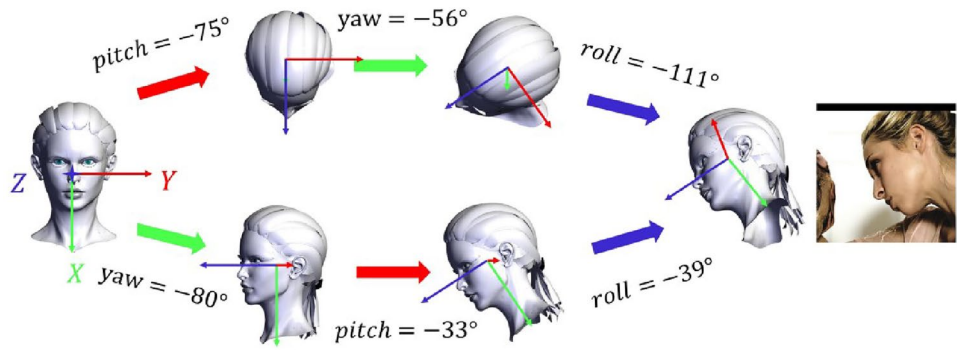 pitch = −75°
yaw = −56°
roll = −111°
Z
Y
X
yaw = −80°
pitch = −33°
roll = −39°